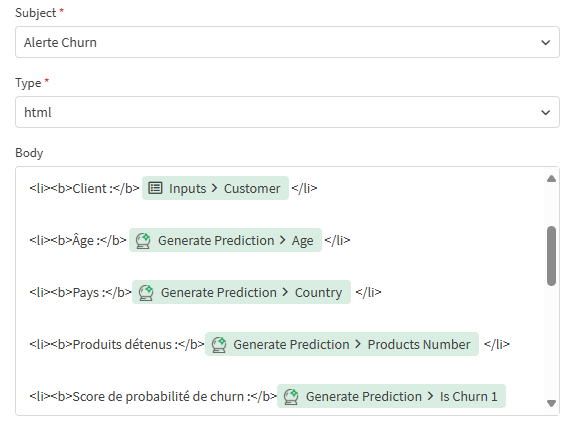 Subject *
Alerte Churn
Type *
html
Body
<li><b>Client :</b> Inputs > Customer </li>
<li><b>Âge :</b> Generate Prediction > Age </li>
<li><b>Pays :</b> Generate Prediction > Country </li>
<li><b>Produits détenus :</b> Generate Prediction > Products Number </li>
<li><b>Score de probabilité de churn :</b> Generate Prediction > Is Churn 1